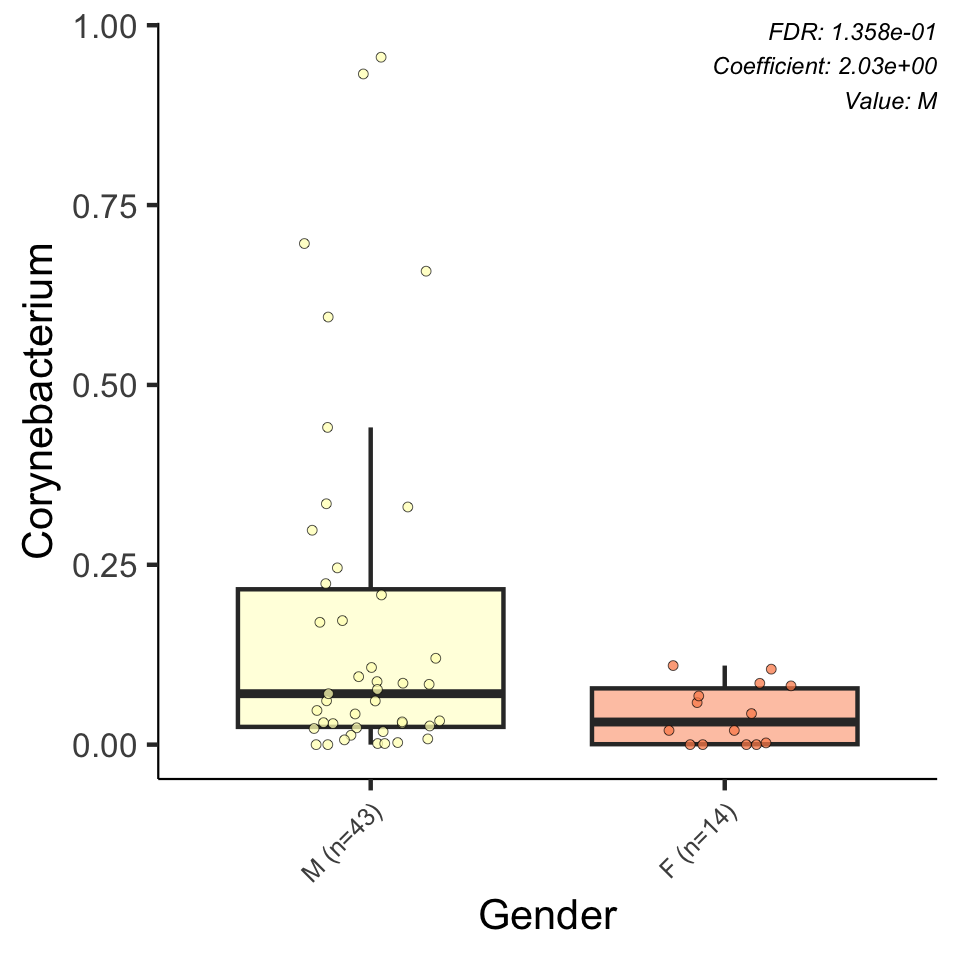 FDR: 1.358e-01
Coefficient: 2.03e+00
Value: M
1.00
0.75
0.50
0.25
0.00
Corynebacterium
M (n=43)
F (n=14)
Gender